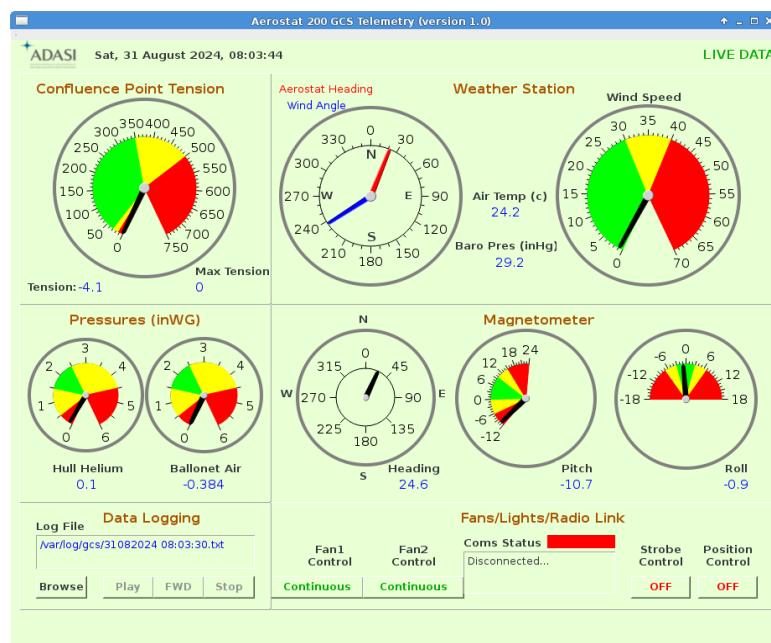 Aerostat 200 GCS Telemetry (version 1.0)
ADASI
Sat, 31 August 2024, 08:03:44
LIVE DATA
Confluence Point Tension
0
50
100
150
200
250
300
350
400
450
500
550
600
650
700
750
Tension: -4.1
Max Tension
0
Aerostat Heading
Wind Angle
0
30
60
90
120
150
180
210
240
270
300
330
N
E
S
W
Weather Station
Air Temp (c)
24.2
Baro Pres (inHg)
29.2
Wind Speed
0
5
10
15
20
25
30
35
40
45
50
55
60
65
70
Pressures (inWG)
0
1
2
3
4
5
6
Hull Helium
0.1
0
1
2
3
4
5
6
Ballonet Air
-0.384
Magnetometer
N
E
S
W
0
45
90
135
180
225
270
315
Heading
24.6
-12
-6
0
6
12
18
24
Pitch
-10.7
-18
-12
-6
0
6
12
18
Roll
-0.9
Data Logging
Log File
/var/log/gcs/31082024 08:03:30.txt
Browse
Play
FWD
Stop
Fans/Lights/Radio Link
Fan1
Control
Continuous
Fan2
Control
Continuous
Coms Status
Disconnected...
Strobe
Control
OFF
Position
Control
OFF